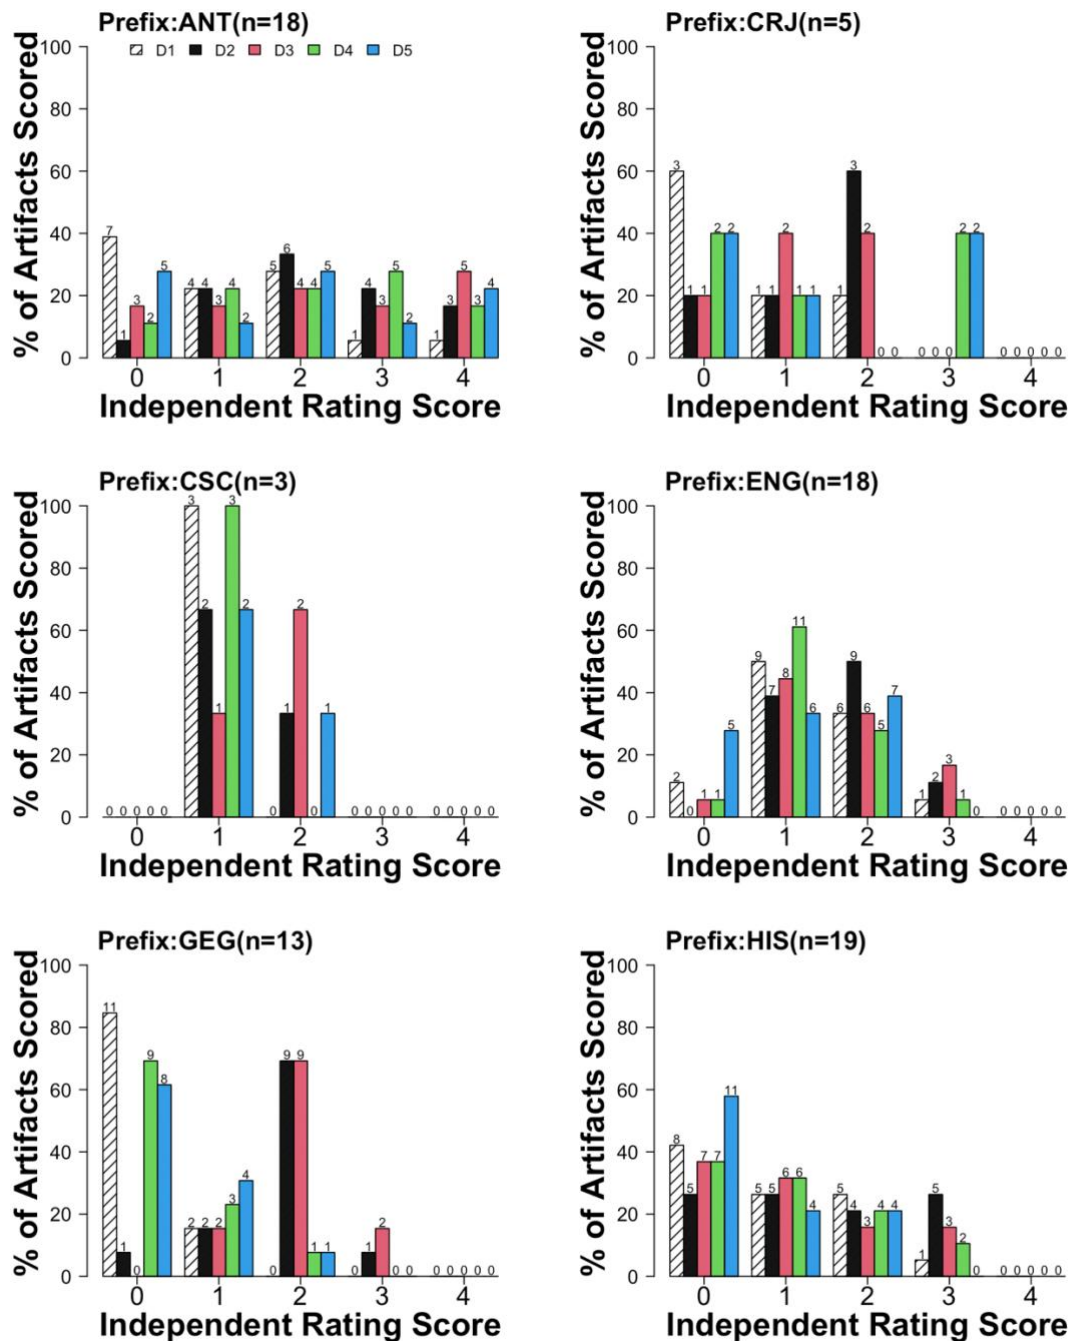 Prefix:ANT(n=18)
D1 D2 D3 D4 D5
% of Artifacts Scored
100
80
60
40
20
0
7 1 3 2 5
4 4 3 4 2
5 6 4 4 5
1 4 3 5 2
1 3 5 3 4
0 1 2 3 4
Independent Rating Score
Prefix:CRJ(n=5)
% of Artifacts Scored
100
80
60
40
20
0
3 1 1 2 2
1 1 2 1 1
1 3 2 0 0
0 0 0 2 2
0 0 0 0 0
0 1 2 3 4
Independent Rating Score
Prefix:CSC(n=3)
% of Artifacts Scored
100
80
60
40
20
0
0 0 0 0 0
3 2 1 3 2
0 1 2 0 1
0 0 0 0 0
0 0 0 0 0
0 1 2 3 4
Independent Rating Score
Prefix:ENG(n=18)
% of Artifacts Scored
100
80
60
40
20
0
2 0 1 1 5
9 7 8 11 6
6 9 6 5 7
1 2 3 1 0
0 0 0 0 0
0 1 2 3 4
Independent Rating Score
Prefix:GEG(n=13)
% of Artifacts Scored
100
80
60
40
20
0
11 1 0 9 8
2 2 2 3 4
0 9 9 1 1
0 1 2 0 0
0 0 0 0 0
0 1 2 3 4
Independent Rating Score
Prefix:HIS(n=19)
% of Artifacts Scored
100
80
60
40
20
0
8 5 7 7 11
5 5 6 6 4
5 4 3 4 4
1 5 3 2 0
0 0 0 0 0
0 1 2 3 4
Independent Rating Score